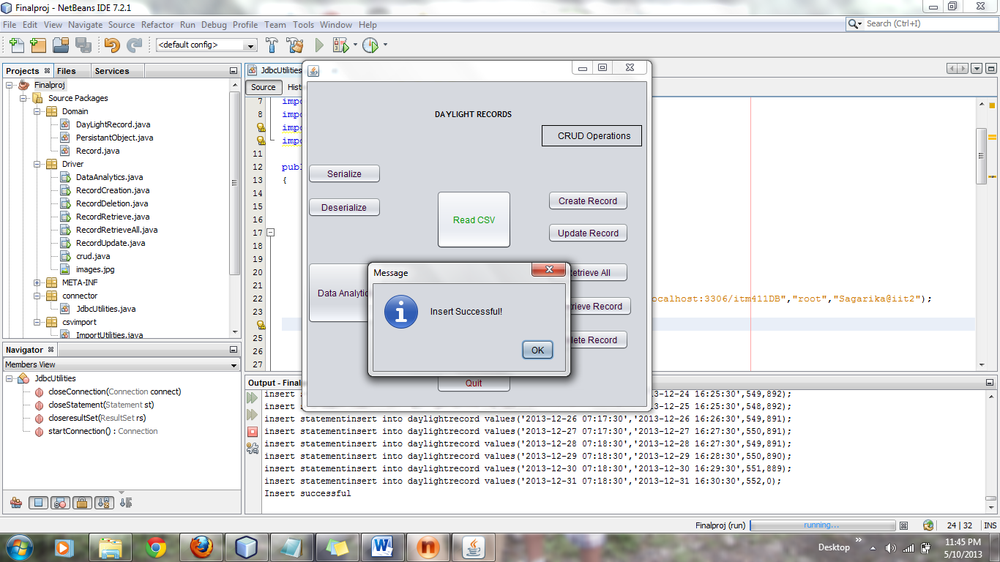 Finalproj - NetBeans IDE 7.2.1
File Edit View Navigate Source Refactor Run Debug Profile Team Tools Window Help
Search (Ctrl+I)
<default config>
Projects Files Services
Finalproj
Source Packages
Domain
DayLightRecord.java
PersistantObject.java
Record.java
Driver
DataAnalytics.java
RecordCreation.java
RecordDeletion.java
RecordRetrieve.java
RecordRetrieveAll.java
RecordUpdate.java
crud.java
images.jpg
META-INF
connector
JdbcUtilities.java
csvimport
ImportUtilities.java
Navigator
Members View
JdbcUtilities
closeConnection(Connection connect)
closeStatement(Statement st)
closeresultSet(ResultSet rs)
startConnection() : Connection
JdbcUtilities
Source Hist
7 impo
8 impo
impo
impo
11
12 publ
13 {
14
15
16
17
18
19
20
21
22 ocalhost:3306/itm411DB","root","Sagarika@iit2");
23
25
26
27
DAYLIGHT RECORDS
CRUD Operations
Serialize
Deserialize
Read CSV
Create Record
Update Record
etrieve All
Data Analytic
rieve Record
lete Record
Quit
Message
Insert Successful!
OK
Output - Final
insert s 13-12-24 16:25:30',549,892);
insert s 13-12-25 16:25:30',548,892);
insert statementinsert into daylightrecord values('2013-12-26 07:17:30','2013-12-26 16:26:30',549,891);
insert statementinsert into daylightrecord values('2013-12-27 07:17:30','2013-12-27 16:27:30',550,891);
insert statementinsert into daylightrecord values('2013-12-28 07:18:30','2013-12-28 16:27:30',549,891);
insert statementinsert into daylightrecord values('2013-12-29 07:18:30','2013-12-29 16:28:30',550,890);
insert statementinsert into daylightrecord values('2013-12-30 07:18:30','2013-12-30 16:29:30',551,889);
insert statementinsert into daylightrecord values('2013-12-31 07:18:30','2013-12-31 16:30:30',552,0);
Insert successful
Finalproj (run) running... 24 | 32 INS
Desktop
11:45 PM
5/10/2013